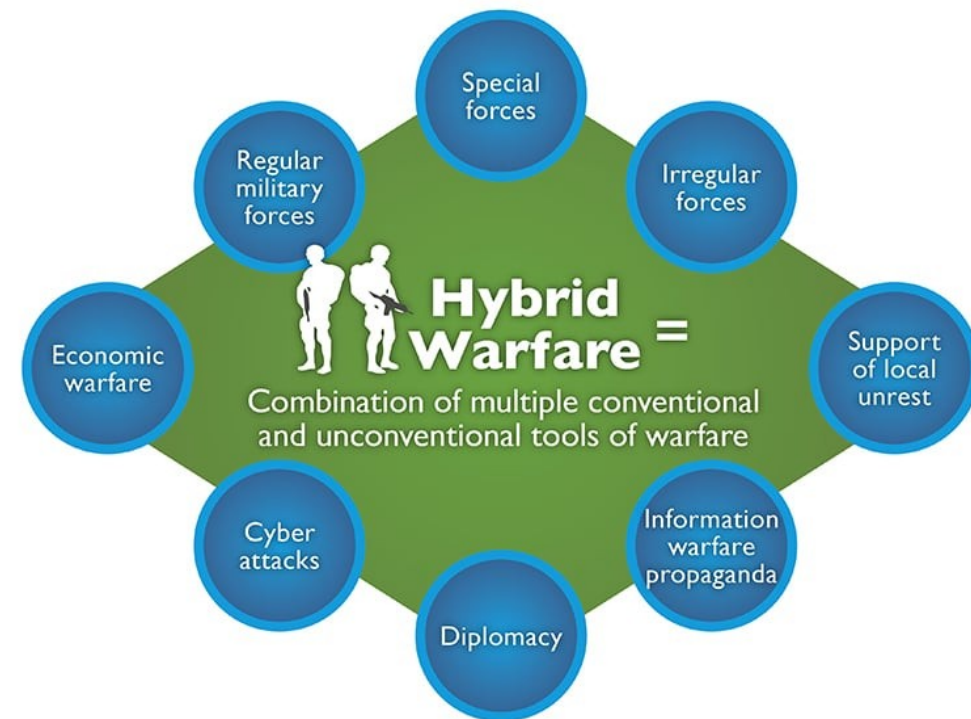 Special
forces
Regular
military
forces
Irregular
forces
Hybrid
Warfare =
Combination of multiple conventional
and unconventional tools of warfare
Economic
warfare
Support
of local
unrest
Cyber
attacks
Information
warfare
propaganda
Diplomacy